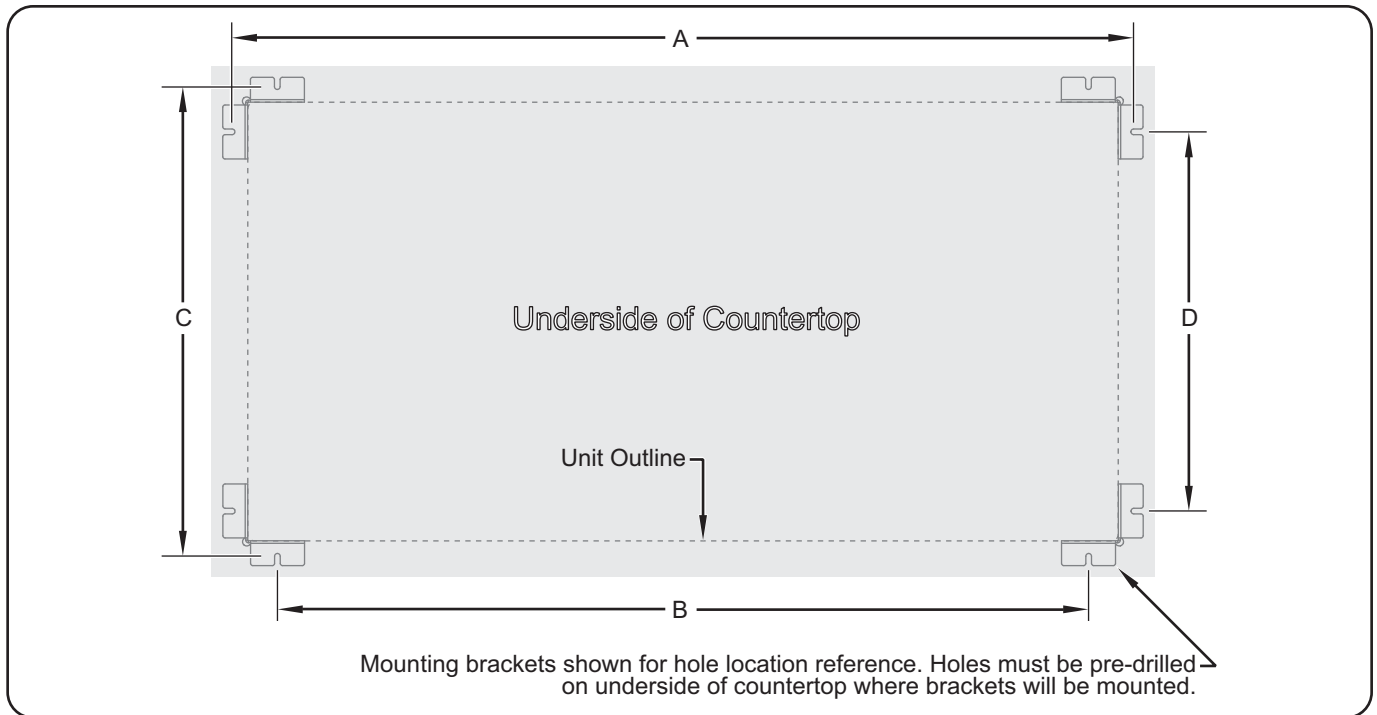 A
C
Underside of Countertop
D
Unit Outline
B
Mounting brackets shown for hole location reference. Holes must be pre-drilled
on underside of countertop where brackets will be mounted.